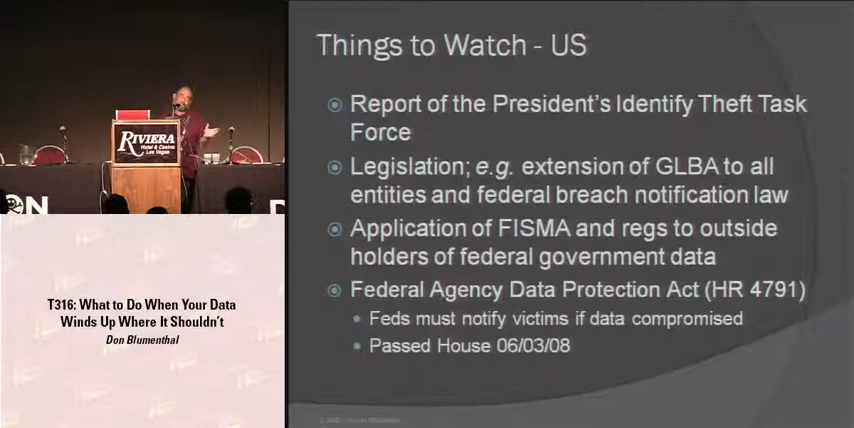 RIVIERA
Hotel & Casino
Las Vegas
T316: What to Do When Your Data
Winds Up Where It Shouldn't
Don Blumenthal
Things to Watch - US
Report of the President's Identify Theft Task
Force
Legislation; e.g. extension of GLBA to all
entities and federal breach notification law
Application of FISMA and regs to outside
holders of federal government data
Federal Agency Data Protection Act (HR 4791)
Feds must notify victims if data compromised
Passed House 06/03/08